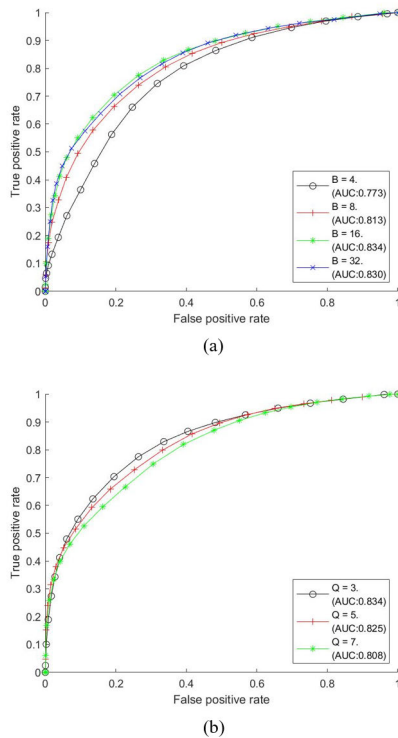 1
0.9
0.8
0.7
0.6
0.5
0.4
0.3
0.2
0.1
0
True positive rate
B = 4.
(AUC:0.773)
B = 8.
(AUC:0.813)
B = 16.
(AUC:0.834)
B = 32.
(AUC:0.830)
0 0.2 0.4 0.6 0.8 1
False positive rate
(a)
1
0.9
0.8
0.7
0.6
0.5
0.4
0.3
0.2
0.1
0
True positive rate
Q = 3.
(AUC:0.834)
Q = 5.
(AUC:0.825)
Q = 7.
(AUC:0.808)
0 0.2 0.4 0.6 0.8 1
False positive rate
(b)